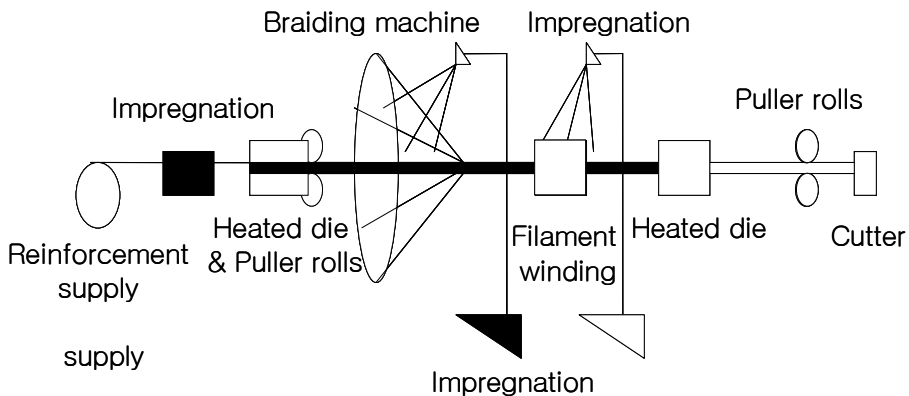 Braiding machine
Impregnation
Impregnation
Puller rolls
Heated die
& Puller rolls
Filament
winding
Heated die
Cutter
Reinforcement
supply
supply
Impregnation